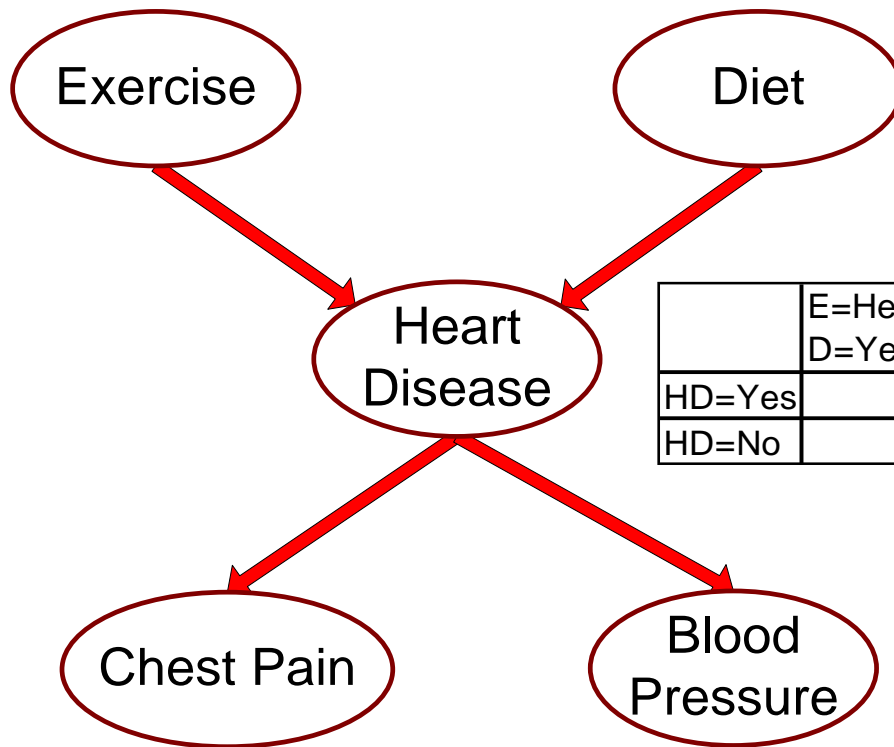 Exercise
Diet
Heart
Disease
E=He
D=Ye
HD=Yes
HD=No
Chest Pain
Blood
Pressure